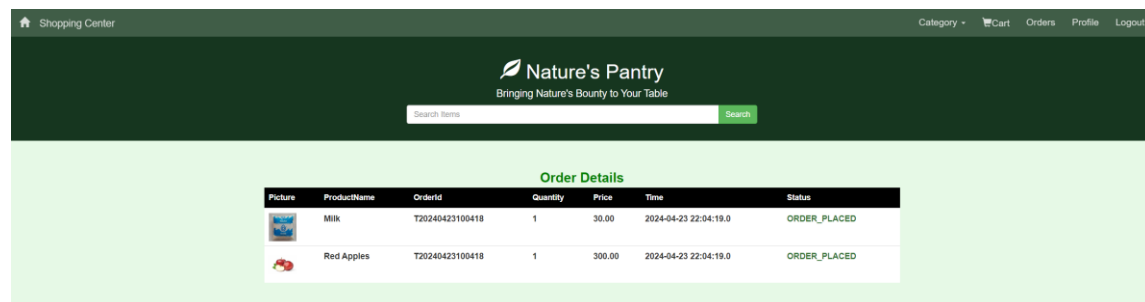 Shopping Center Category Cart Orders Profile Logout
Nature's Pantry
Bringing Nature's Bounty to Your Table
Search Items Search
Order Details
Picture ProductName OrderId Quantity Price Time Status
Milk T20240423100418 1 30.00 2024-04-23 22:04:19.0 ORDER_PLACED
Red Apples T20240423100418 1 300.00 2024-04-23 22:04:19.0 ORDER_PLACED